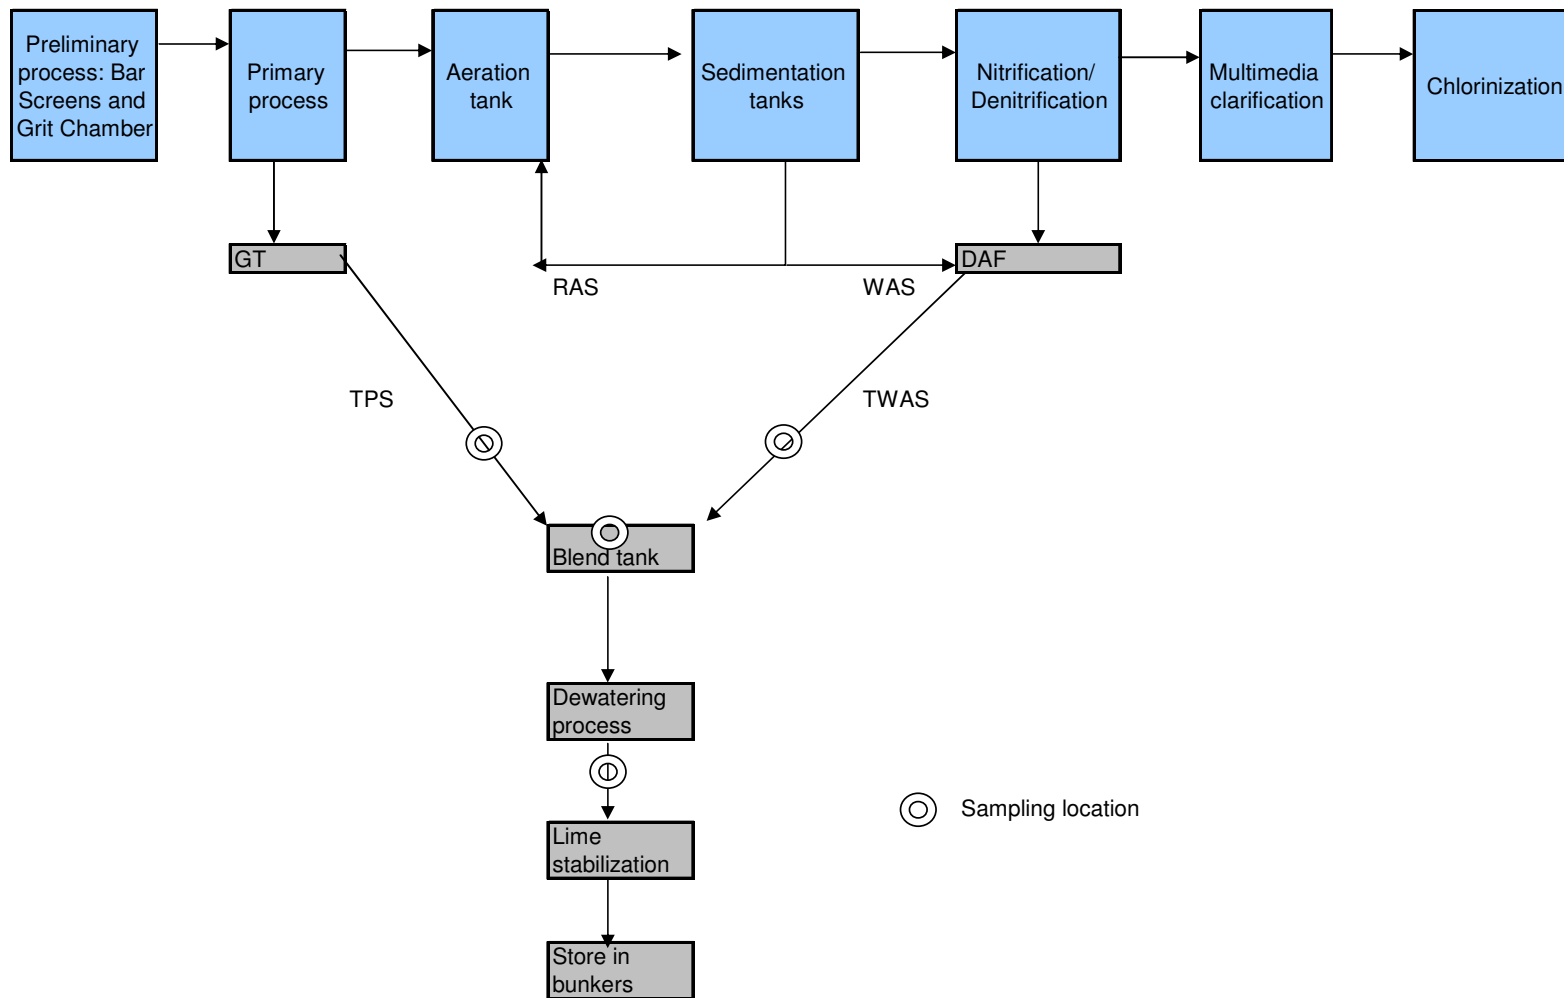 Preliminary
process: Bar
Screens and
Grit Chamber
Primary
process
Aeration
tank
Sedimentation
tanks
Nitrification/
Denitrification
Multimedia
clarification
Chlorinization
GT
DAF
RAS
WAS
TPS
TWAS
Blend tank
Dewatering
process
Sampling location
Lime
stabilization
Store in
bunkers